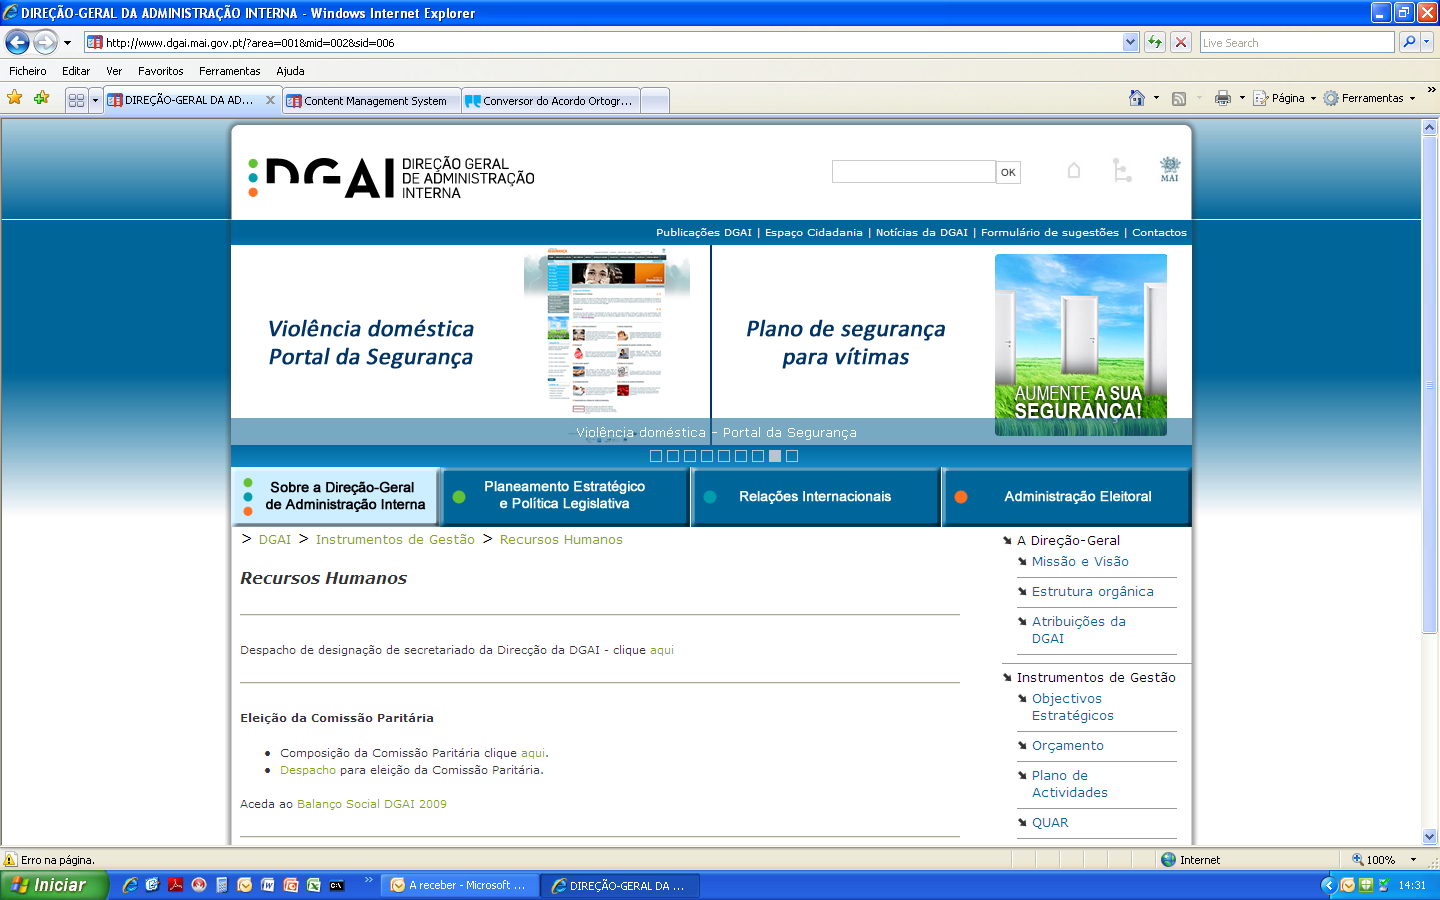 DIREÇÃO-GERAL DA ADMINISTRAÇÃO INTERNA - Windows Internet Explorer
http://www.dgai.mai.gov.pt/?area=001&mid=002&sid=006
Live Search
Ficheiro Editar Ver Favoritos Ferramentas Ajuda
DIREÇÃO-GERAL DA AD...
Content Management System
Conversor do Acordo Ortogr...
Página
Ferramentas
DGAI
DIREÇÃO GERAL
DE ADMINISTRAÇÃO
INTERNA
OK
MAI
Publicações DGAI | Espaço Cidadania | Notícias da DGAI | Formulário de sugestões | Contactos
Violência doméstica
Portal da Segurança
Plano de segurança
para vítimas
AUMENTE A SUA
SEGURANÇA!
Violência doméstica - Portal da Segurança
Sobre a Direção-Geral
de Administração Interna
Planeamento Estratégico
e Política Legislativa
Relações Internacionais
Administração Eleitoral
> DGAI > Instrumentos de Gestão > Recursos Humanos
Recursos Humanos
Despacho de designação de secretariado da Direcção da DGAI - clique aqui
Eleição da Comissão Paritária
• Composição da Comissão Paritária clique aqui.
• Despacho para eleição da Comissão Paritária.
Aceda ao Balanço Social DGAI 2009
A Direção-Geral
Missão e Visão
Estrutura orgânica
Atribuições da
DGAI
Instrumentos de Gestão
Objectivos
Estratégicos
Orçamento
Plano de
Actividades
QUAR
Erro na página.
Internet
100%
Iniciar
A receber - Microsoft ...
DIREÇÃO-GERAL DA ...
14:31